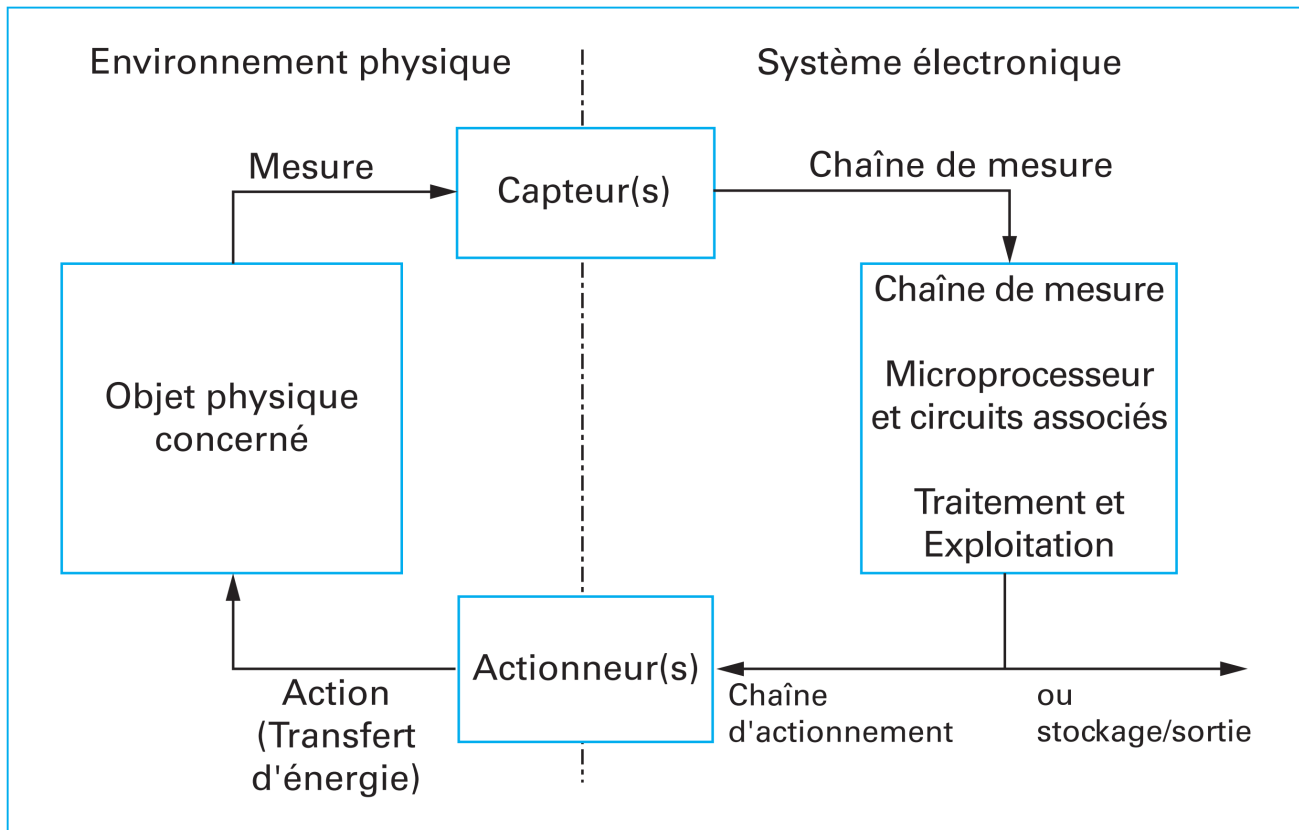 Environnement physique
Système électronique
Mesure
Capteur(s)
Chaîne de mesure
Objet physique
concerné
Chaîne de mesure
Microprocesseur
et circuits associés
Traitement et
Exploitation
Actionneur(s)
Action
(Transfert
d'énergie)
Chaîne
d'actionnement
ou
stockage/sortie